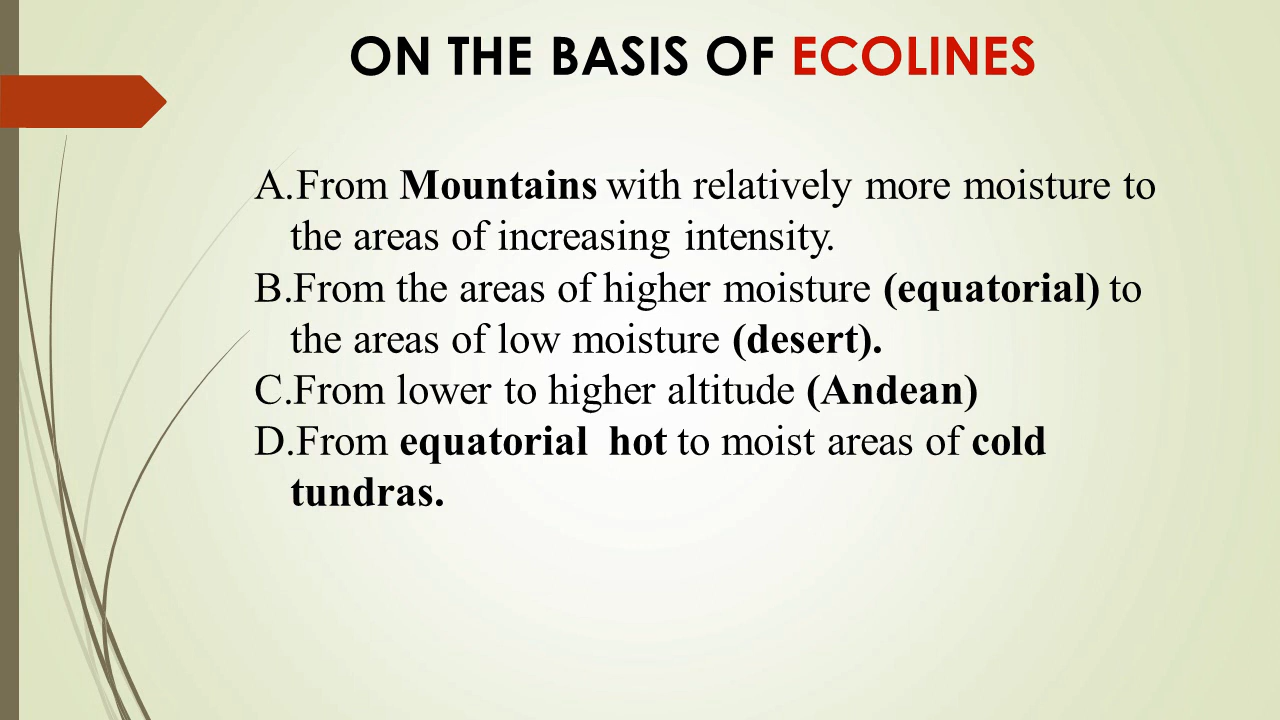 ON THE BASIS OF ECOLINES
A.From Mountains with relatively more moisture to
the areas of increasing intensity.
B.From the areas of higher moisture (equatorial) to
the areas of low moisture (desert).
C.From lower to higher altitude (Andean)
D.From equatorial hot to moist areas of cold
tundras.